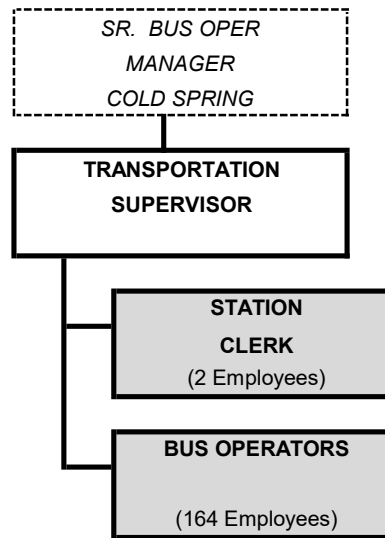 SR. BUS OPER
MANAGER
COLD SPRING
TRANSPORTATION
SUPERVISOR
STATION
CLERK
(2 Employees)
BUS OPERATORS
(164 Employees)